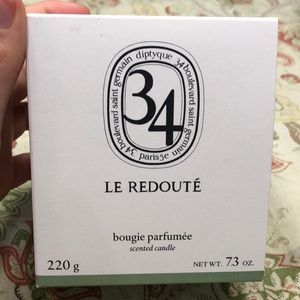 diptyque
34 boulevard saint germain
34 boulevard saint germain
34
paris 5e
LE REDOUTÉ
bougie parfumée
scented candle
220 g
NET WT. 7.3 OZ.